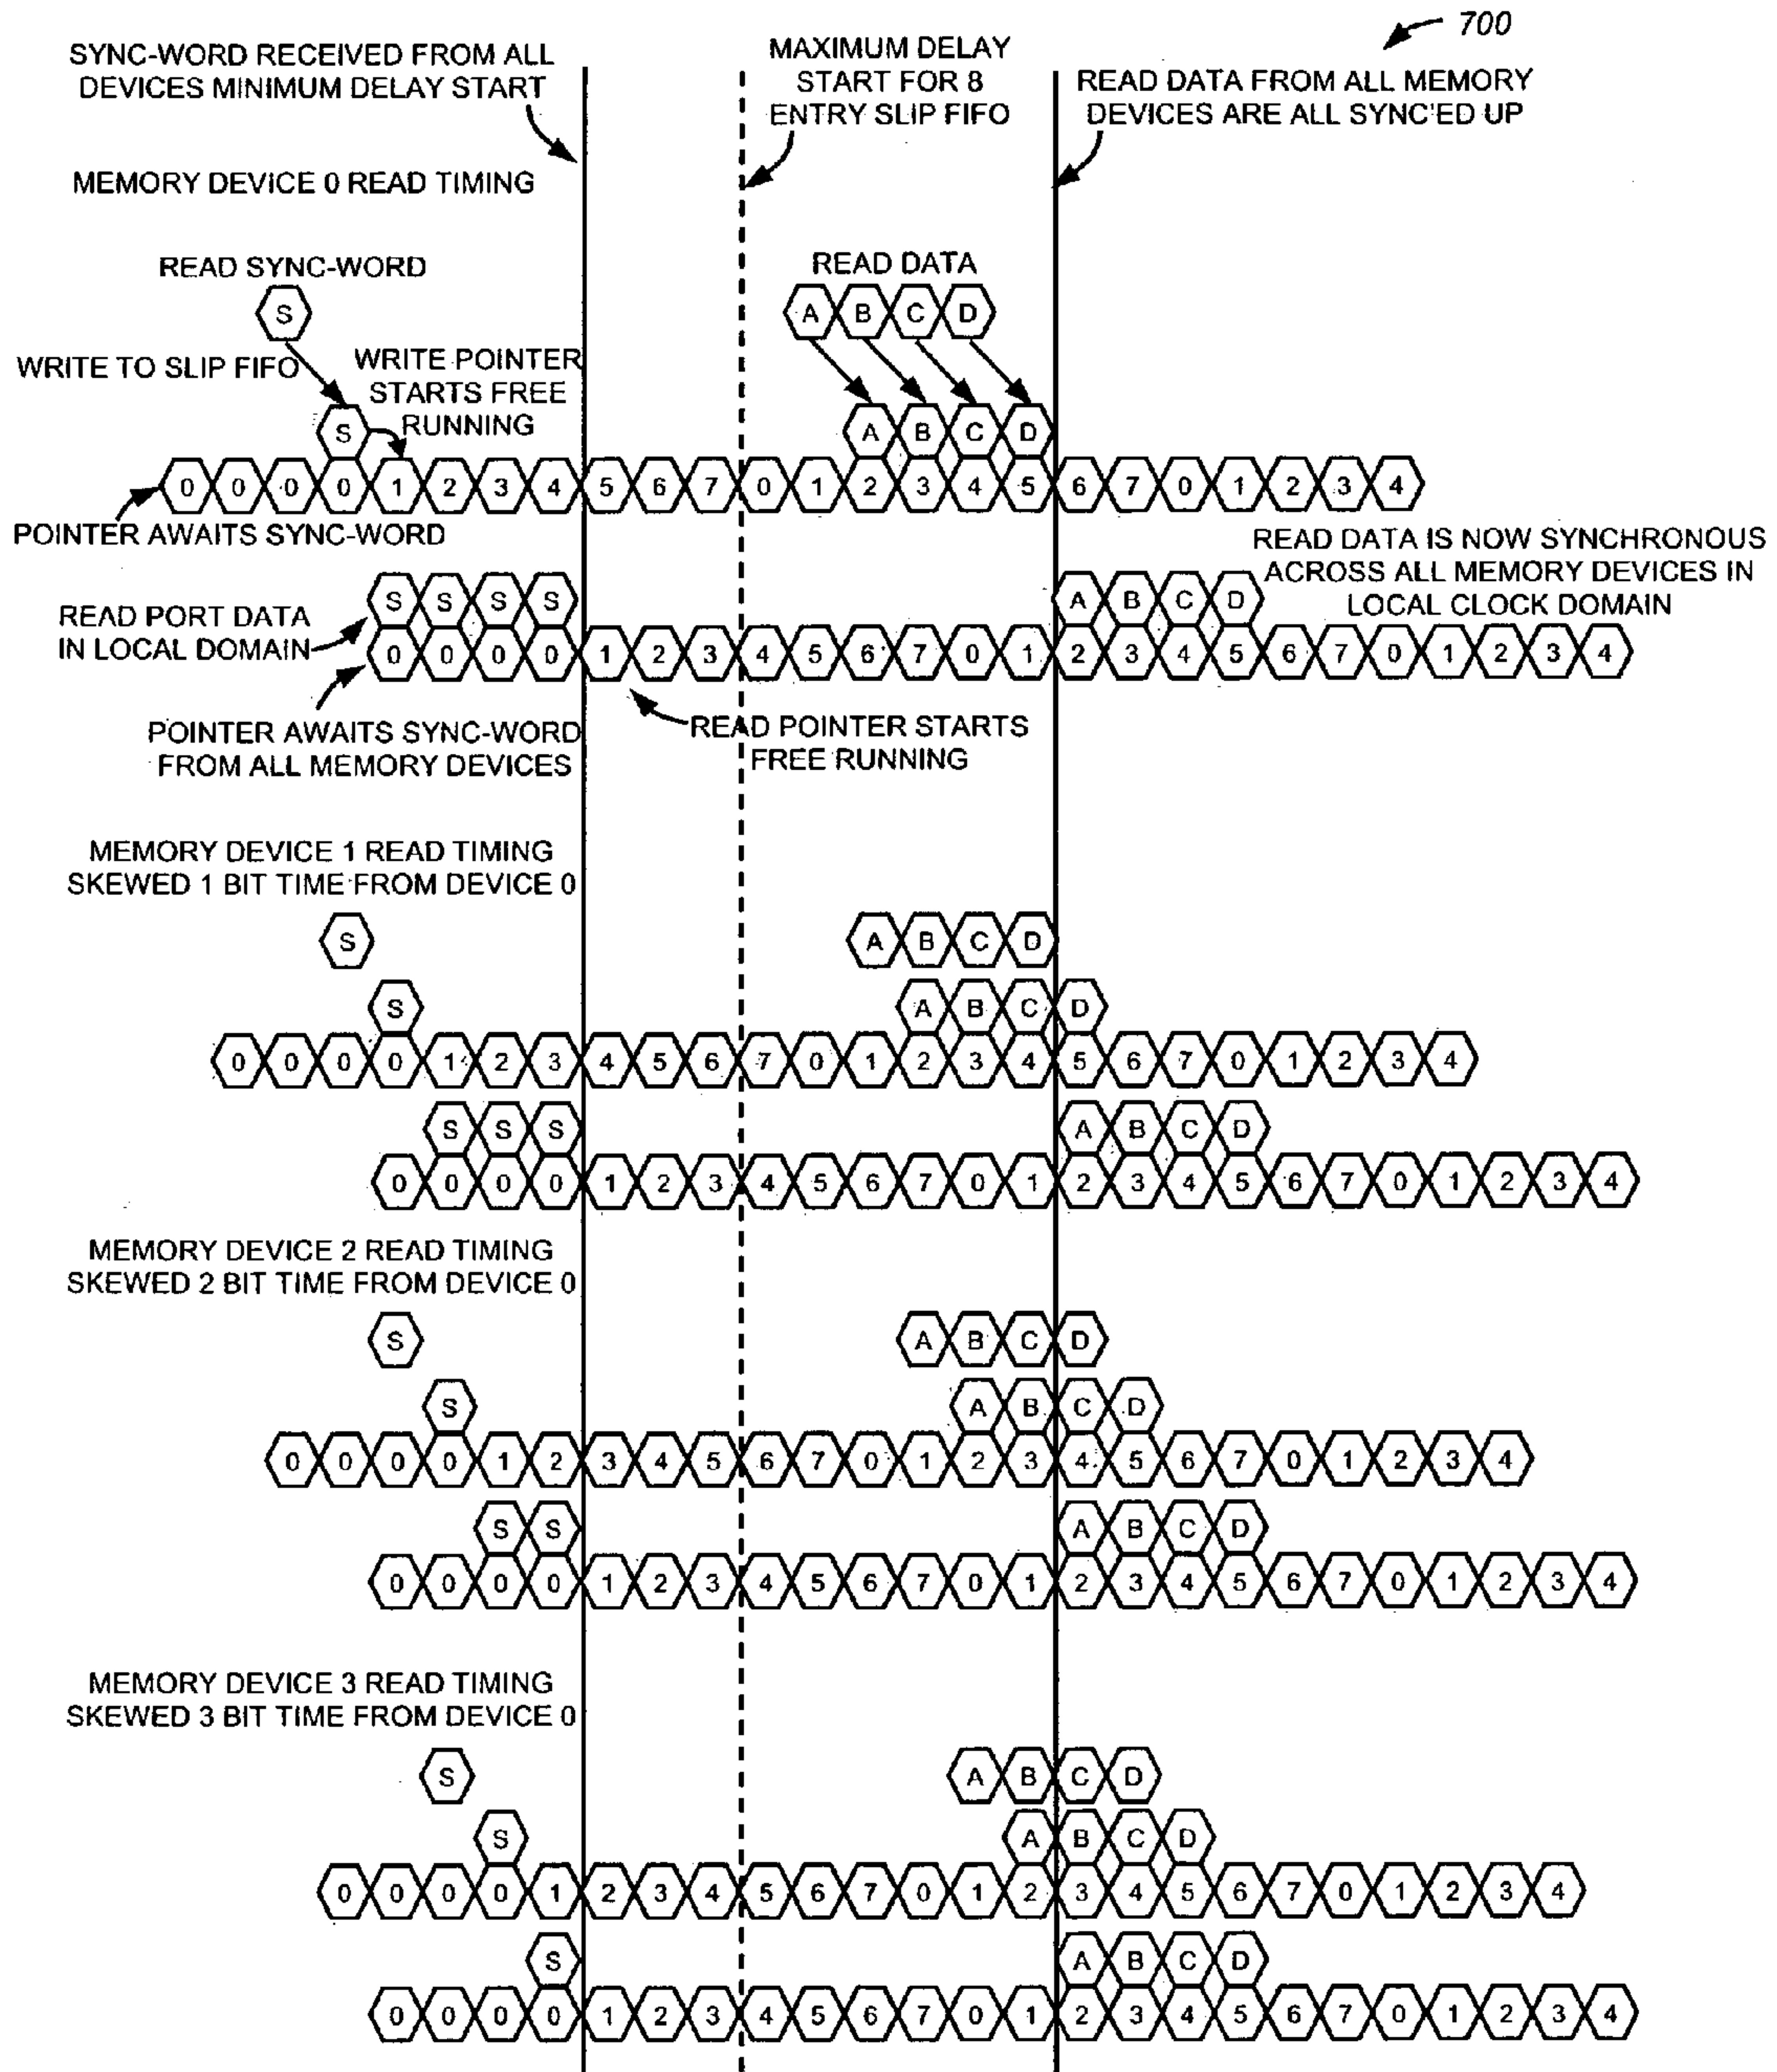 700
SYNC-WORD RECEIVED FROM ALL
DEVICES MINIMUM DELAY START
MAXIMUM DELAY
START FOR 8
ENTRY SLIP FIFO
READ DATA FROM ALL MEMORY
DEVICES ARE ALL SYNC'ED UP
MEMORY DEVICE 0 READ TIMING
READ SYNC-WORD
READ DATA
S
A B C D
WRITE TO SLIP FIFO
WRITE POINTER
STARTS FREE
RUNNING
S
A B C D
0 0 0 0 1 2 3 4 5 6 7 0 1 2 3 4 5 6 7 0 1 2 3 4
POINTER AWAITS SYNC-WORD
READ DATA IS NOW SYNCHRONOUS
ACROSS ALL MEMORY DEVICES IN
LOCAL CLOCK DOMAIN
READ PORT DATA
IN LOCAL DOMAIN
S S S S
A B C D
0 0 0 0 1 2 3 4 5 6 7 0 1 2 3 4 5 6 7 0 1 2 3 4
POINTER AWAITS SYNC-WORD
FROM ALL MEMORY DEVICES
READ POINTER STARTS
FREE RUNNING
MEMORY DEVICE 1 READ TIMING
SKEWED 1 BIT TIME FROM DEVICE 0
S
A B C D
S
A B C D
0 0 0 0 1 2 3 4 5 6 7 0 1 2 3 4 5 6 7 0 1 2 3 4
S S S
A B C D
0 0 0 0 1 2 3 4 5 6 7 0 1 2 3 4 5 6 7 0 1 2 3 4
MEMORY DEVICE 2 READ TIMING
SKEWED 2 BIT TIME FROM DEVICE 0
S
A B C D
S
A B C D
0 0 0 0 1 2 3 4 5 6 7 0 1 2 3 4 5 6 7 0 1 2 3 4
S S
A B C D
0 0 0 0 1 2 3 4 5 6 7 0 1 2 3 4 5 6 7 0 1 2 3 4
MEMORY DEVICE 3 READ TIMING
SKEWED 3 BIT TIME FROM DEVICE 0
S
A B C D
S
A B C D
0 0 0 0 1 2 3 4 5 6 7 0 1 2 3 4 5 6 7 0 1 2 3 4
S
A B C D
0 0 0 0 1 2 3 4 5 6 7 0 1 2 3 4 5 6 7 0 1 2 3 4